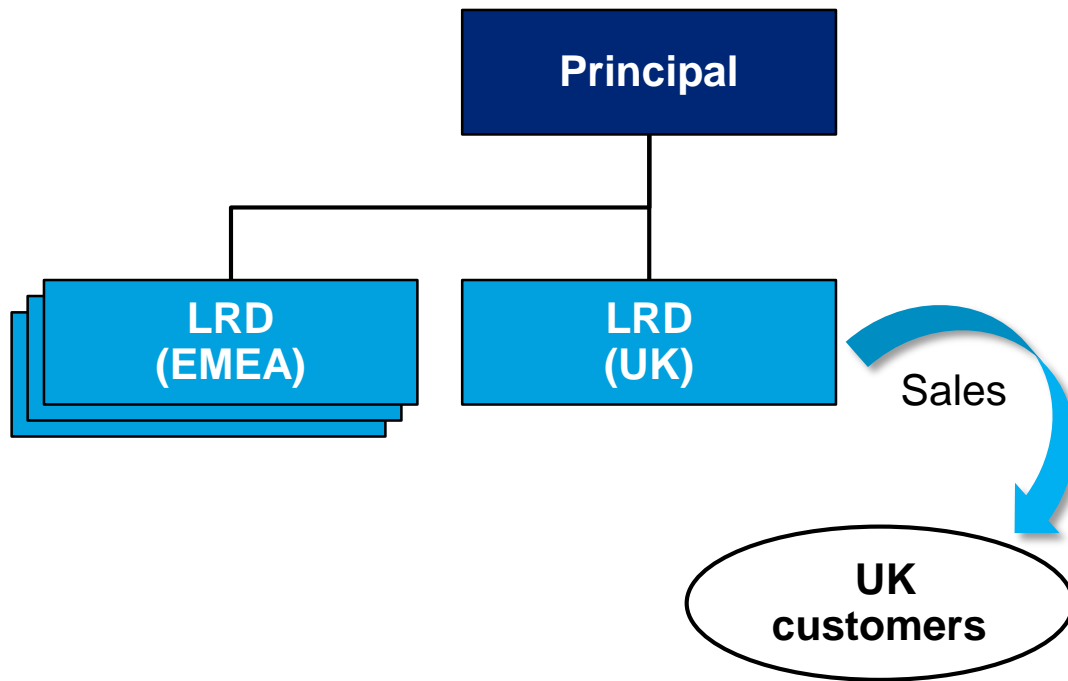 Principal
LRD
(EMEA)
LRD
(UK)
Sales
UK
customers